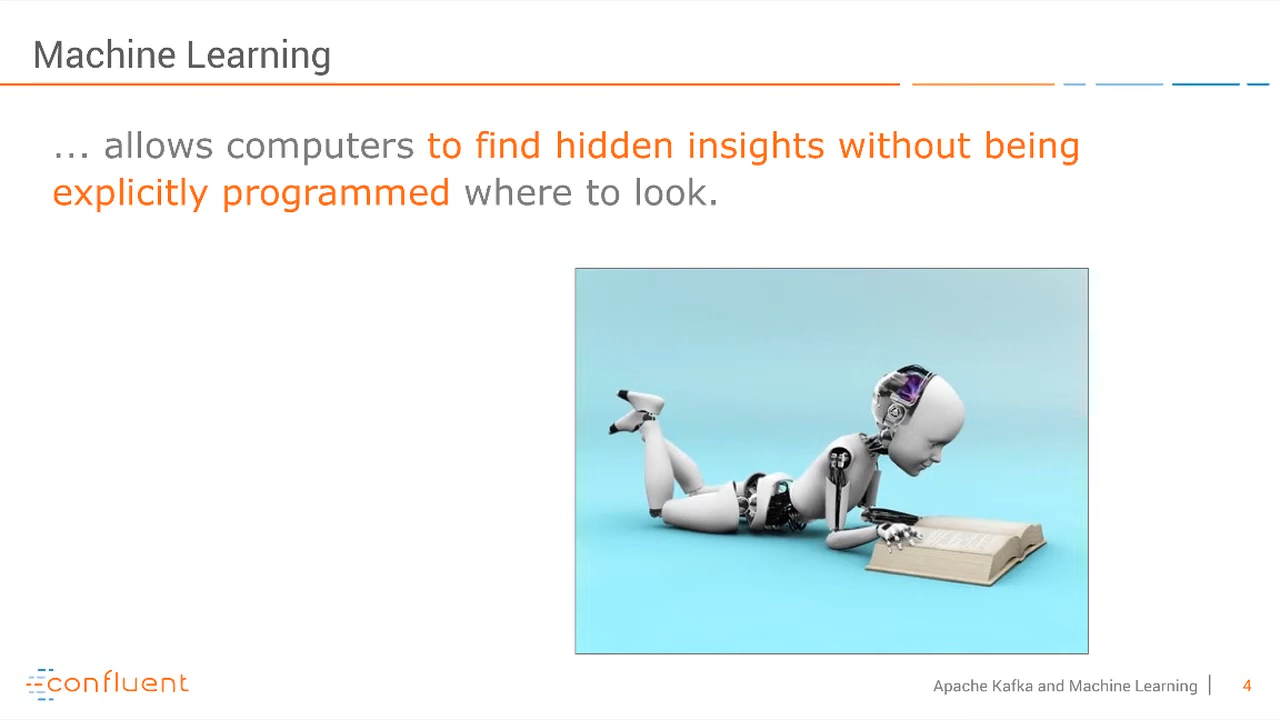 Machine Learning
... allows computers to find hidden insights without being
explicitly programmed where to look.
confluent
Apache Kafka and Machine Learning | 4